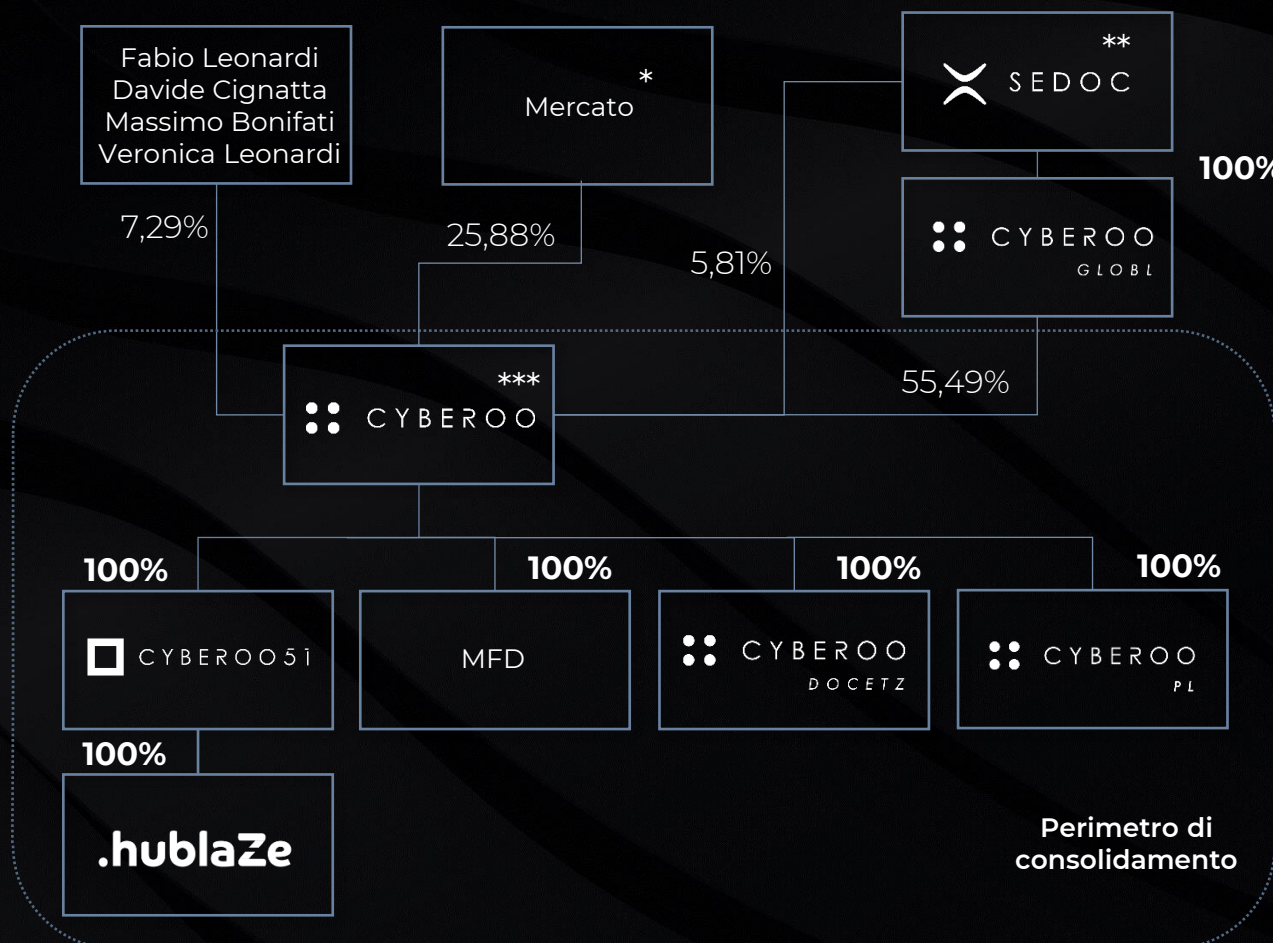 Fabio Leonardi
Davide Cignatta
Massimo Bonifati
Veronica Leonardi
*
Mercato
**
SEDOC
100%
CYBEROO
GLOBL
7,29%
25,88%
5,81%
55,49%
***
CYBEROO
100%
100%
100%
100%
CYBEROO51
MFD
CYBEROO
DOCETZ
CYBEROO
PL
100%
.hublaZe
Perimetro di
consolidamento